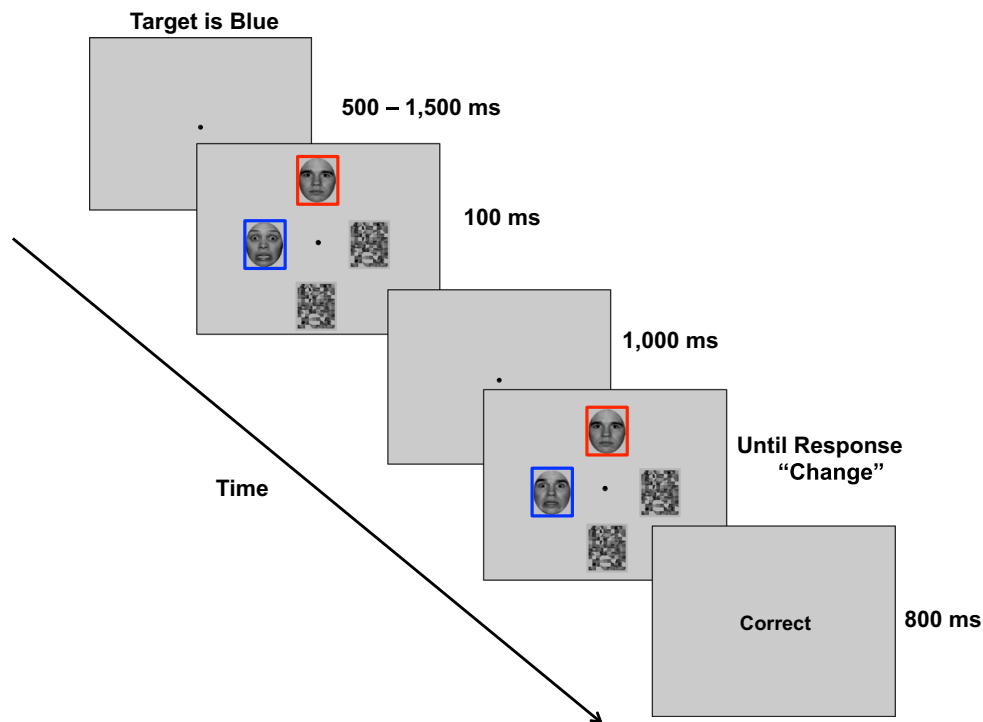 Target is Blue
500 – 1,500 ms
100 ms
1,000 ms
Until Response
“Change”
Time
Correct
800 ms